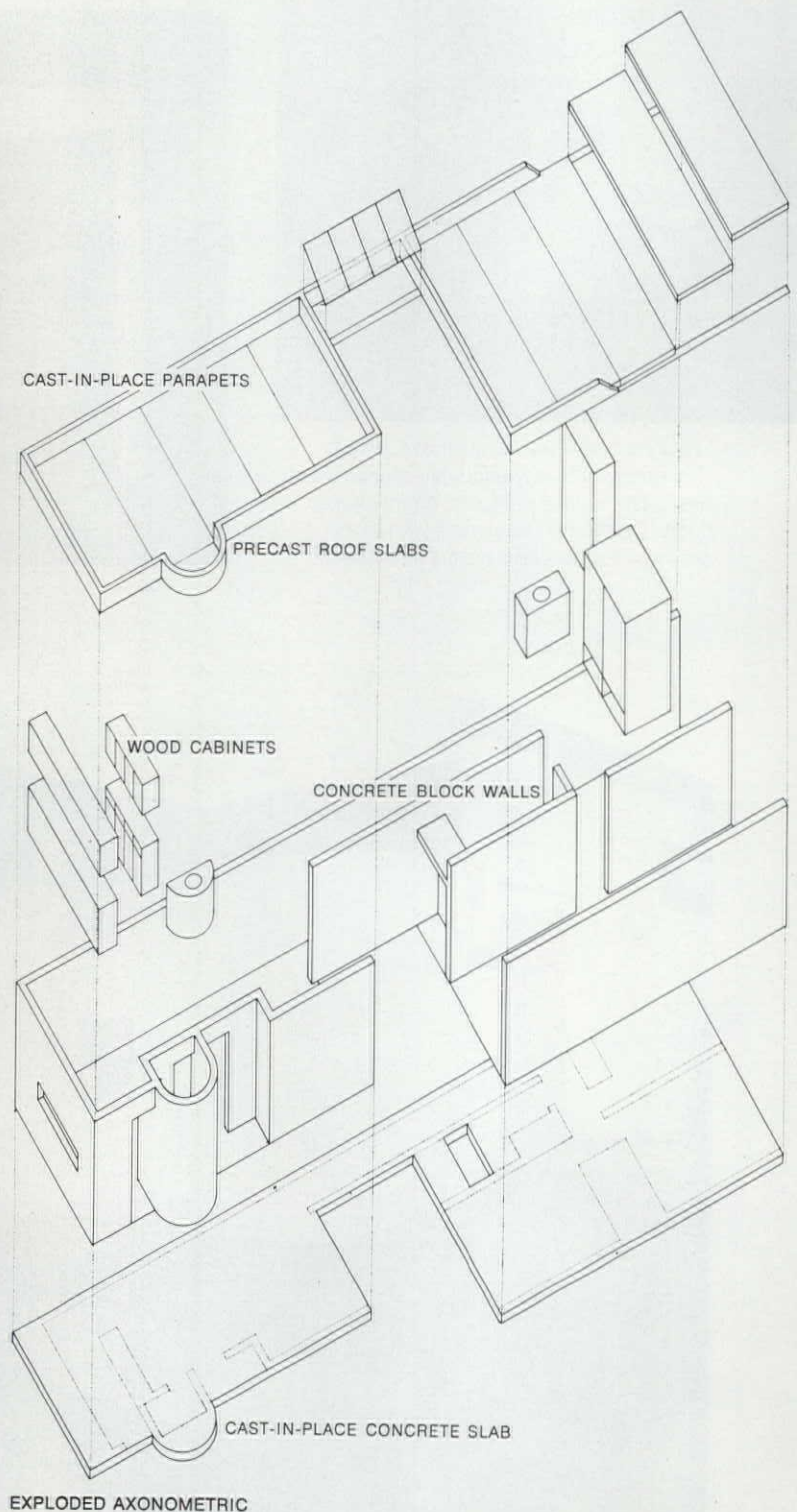 CAST-IN-PLACE PARAPETS
PRECAST ROOF SLABS
WOOD CABINETS
CONCRETE BLOCK WALLS
CAST-IN-PLACE CONCRETE SLAB
EXPLODED AXONOMETRIC